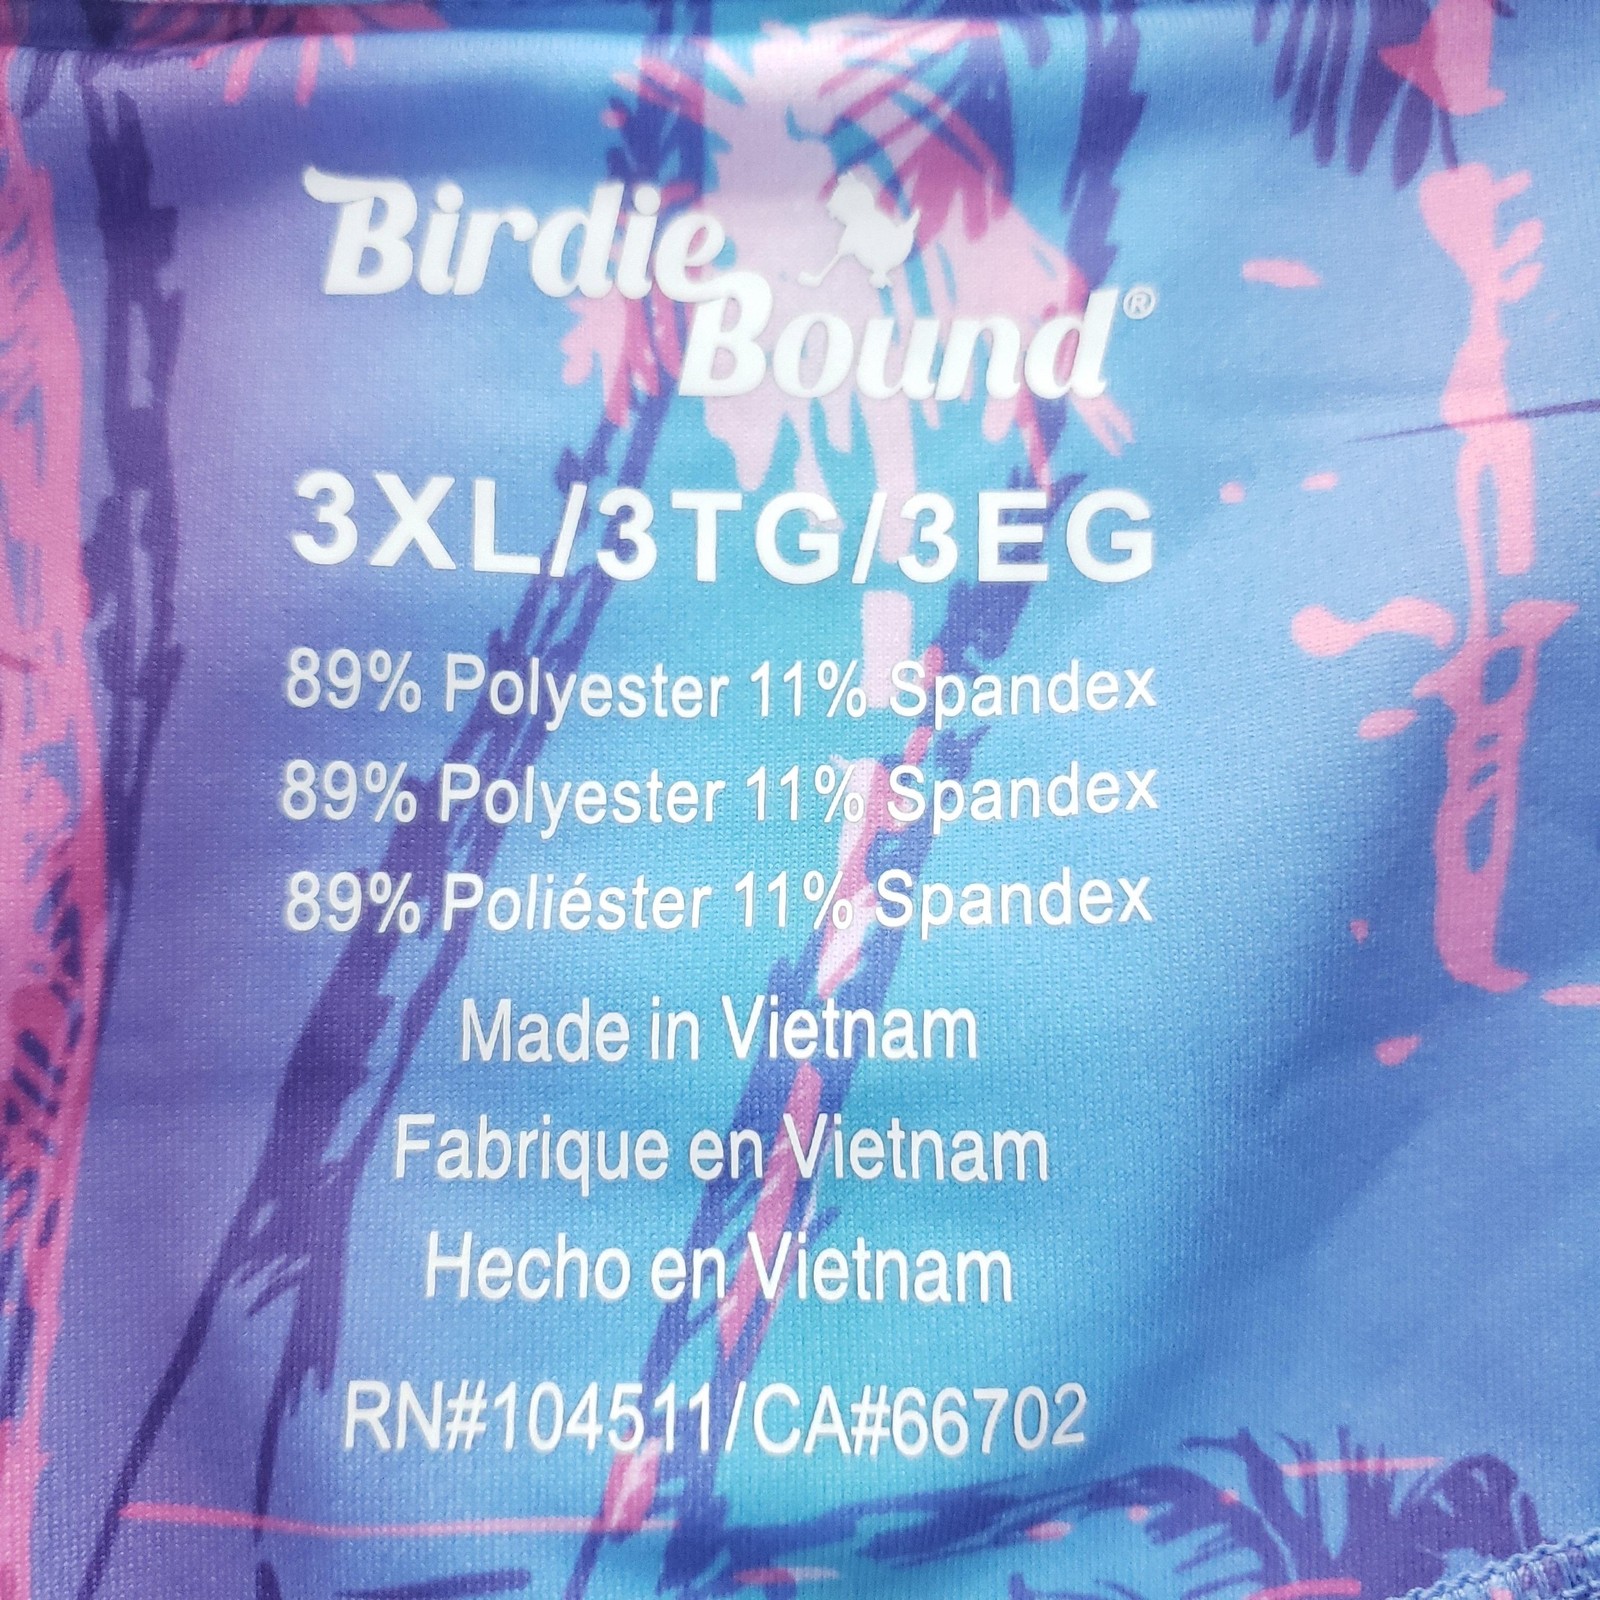 Birdie
Bound®
3XL/3TG/3EG
89% Polyester 11% Spandex
89% Polyester 11% Spandex
89% Poliéster 11% Spandex
Made in Vietnam
Fabrique en Vietnam
Hecho en Vietnam
RN#104511/CA#66702